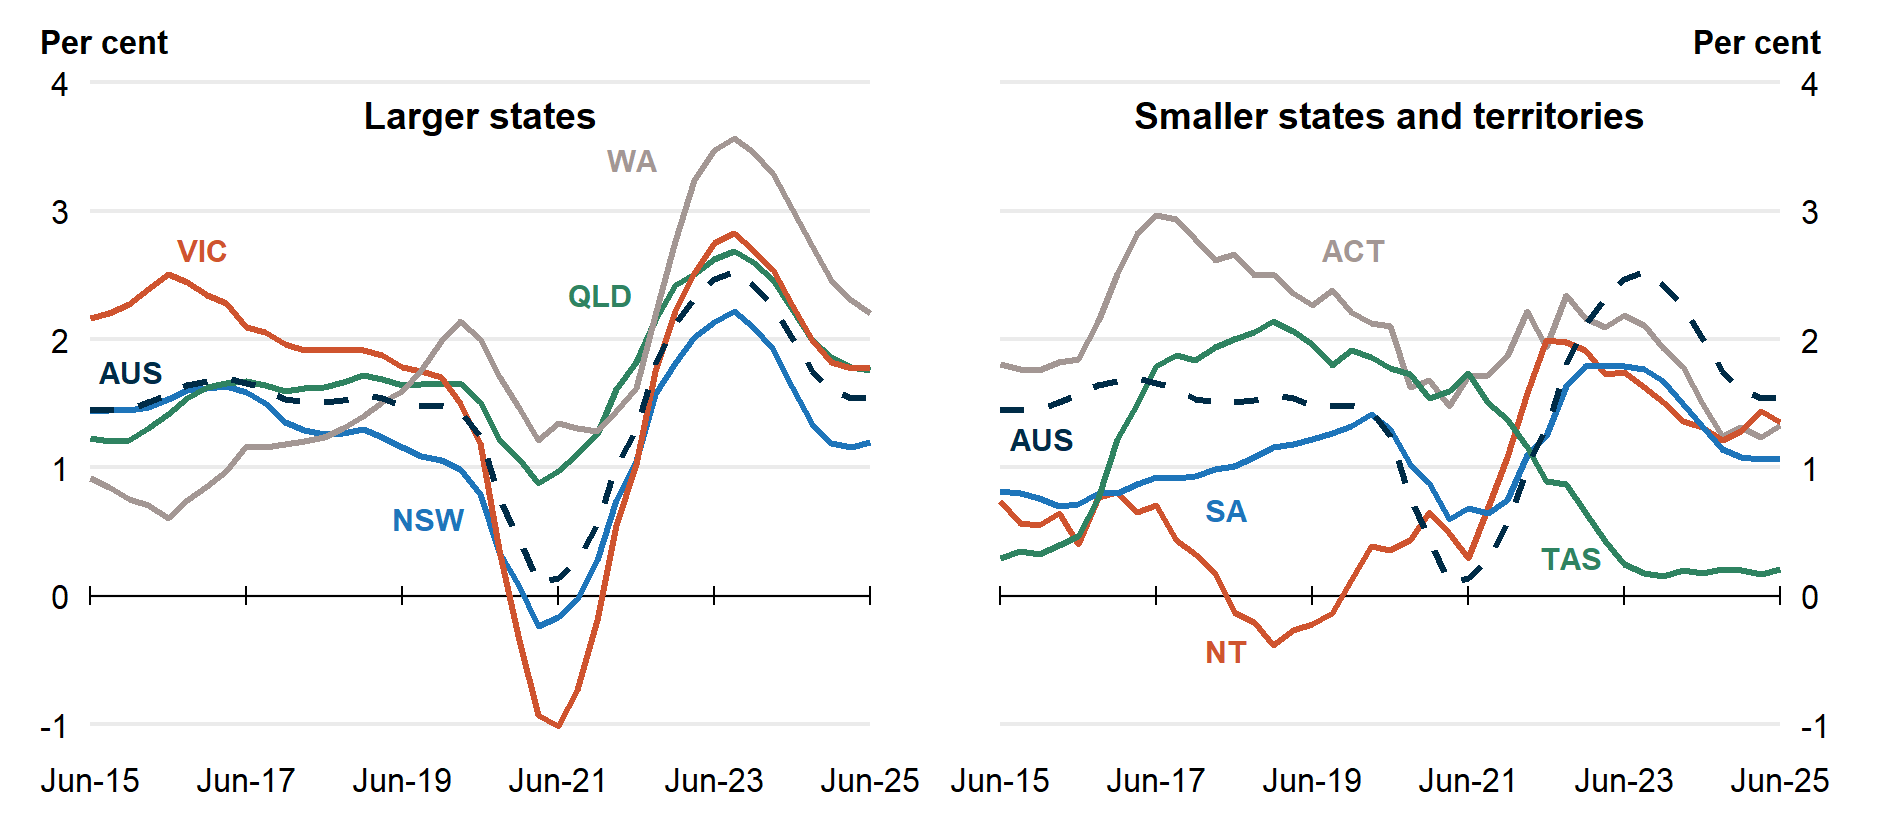 Per cent
Per cent
4
4
Larger states
Smaller states and territories
WA
3
3
VIC
ACT
QLD
2
2
AUS
AUS
1
1
NSW
SA
TAS
0
0
NT
-1
-1
Jun-15 Jun-17 Jun-19 Jun-21 Jun-23 Jun-25
Jun-15 Jun-17 Jun-19 Jun-21 Jun-23 Jun-25